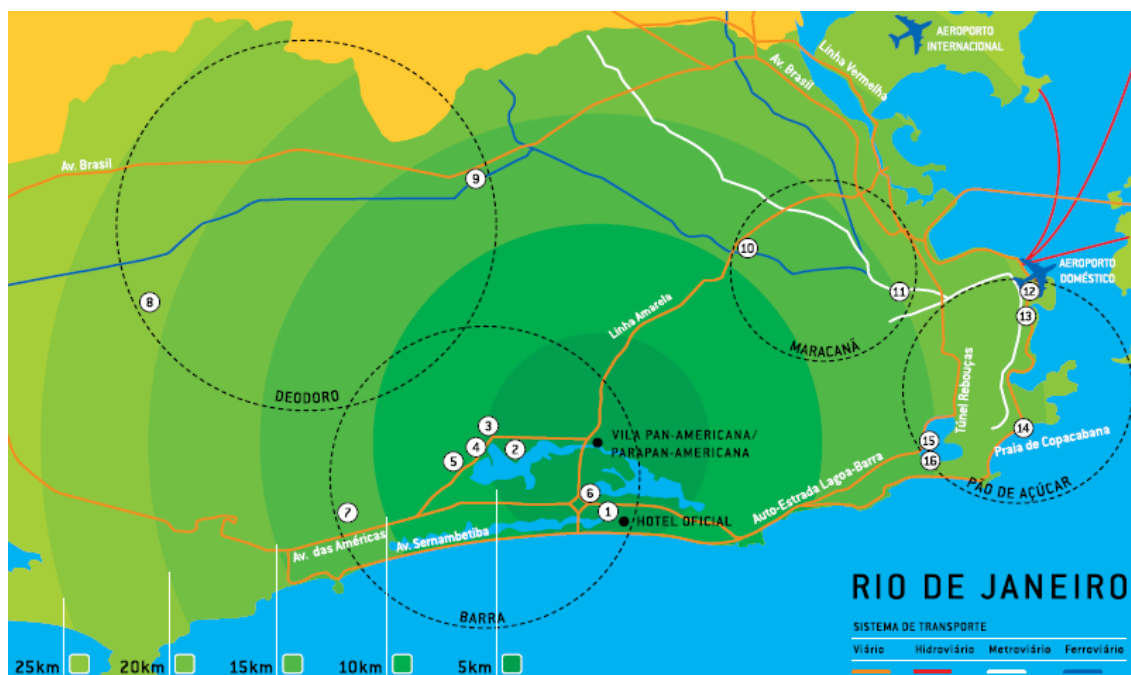 AEROPORTO
INTERNACIONAL
Linha Vermelha
Av. Brasil
Av. Brasil
9
10
8
11
AEROPORTO
DOMÉSTICO
12
13
MARACANÃ
Linha Amarela
DEODORO
Túnel Rebouças
3
4
2
5
VILA PAN-AMERICANA/
PARAPAN-AMERICANA
14
15
16
Praia de Copacabana
PÃO DE AÇÚCAR
6
7
1
HOTEL OFICIAL
Auto-Estrada Lagoa-Barra
Av. das Américas
Av. Sernambetiba
BARRA
RIO DE JANEIRO
SISTEMA DE TRANSPORTE
Viário Hidroviário Metroviário Ferroviário
25km 20km 15km 10km 5km